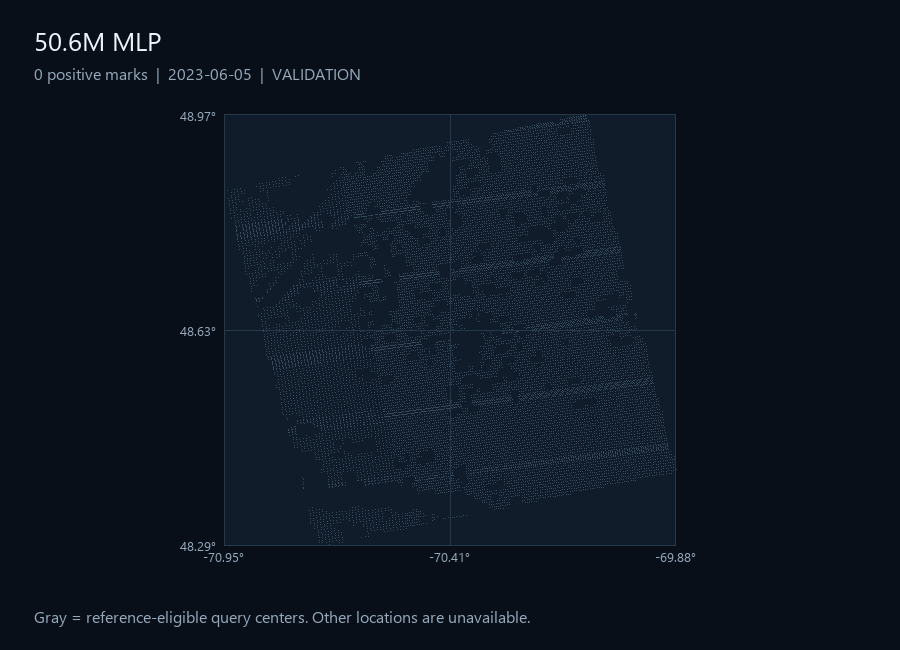 50.6M MLP
0 positive marks | 2023-06-05 | VALIDATION
48.97°
48.63°
48.29°
-70.95°
-70.41°
-69.88°
Gray = reference-eligible query centers. Other locations are unavailable.